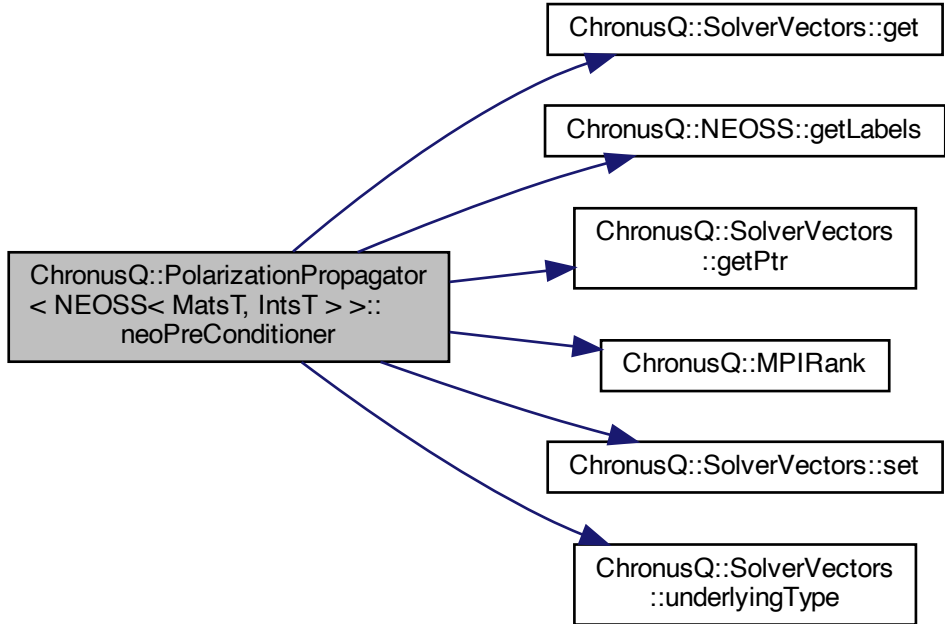 ChronusQ::SolverVectors::get
ChronusQ::NEOSS::getLabels
ChronusQ::SolverVectors
::getPtr
ChronusQ::PolarizationPropagator
< NEOSS< MatsT, IntsT > >::
neoPreConditioner
ChronusQ::MPIRank
ChronusQ::SolverVectors::set
ChronusQ::SolverVectors
::underlyingType